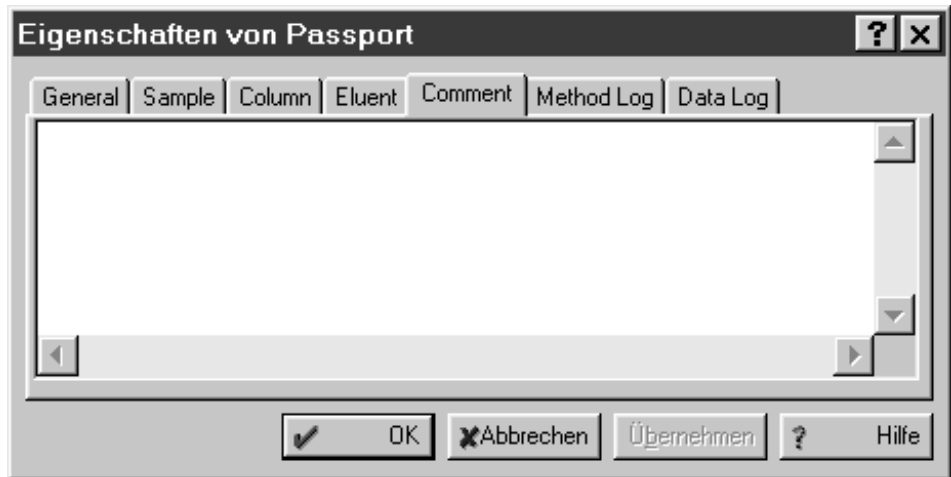 Eigenschaften von Passport ? ×
General Sample Column Eluent Comment Method Log Data Log
OK Abbrechen Übernehmen ? Hilfe